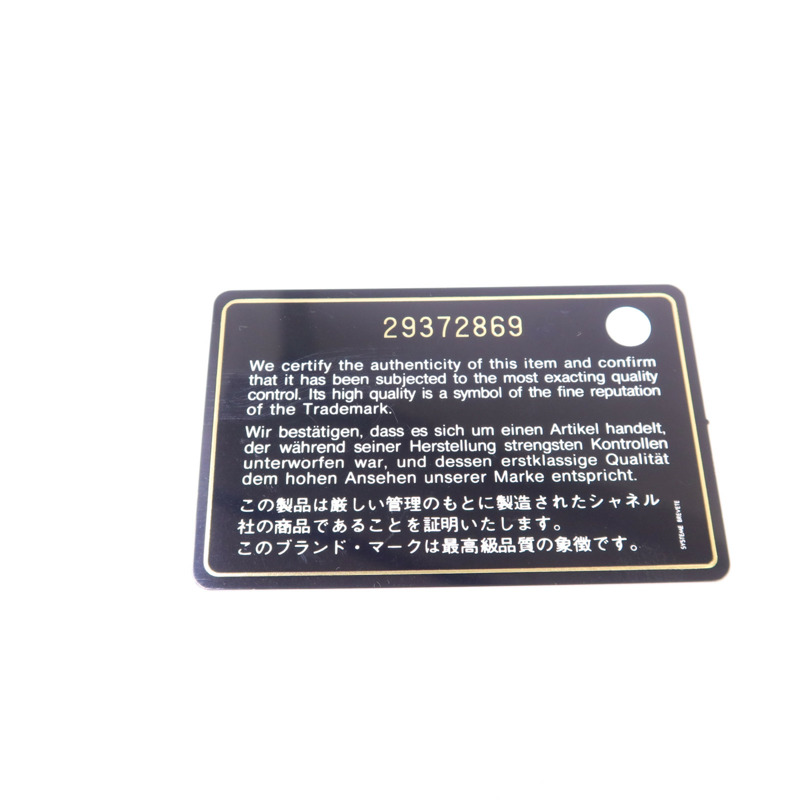 29372869
We certify the authenticity of this item and confirm
that it has been subjected to the most exacting quality
control. Its high quality is a symbol of the fine reputation
of the Trademark.
Wir bestätigen, dass es sich um einen Artikel handelt,
der während seiner Herstellung strengsten Kontrollen
unterworfen war, und dessen erstklassige Qualität
dem hohen Ansehen unserer Marke entspricht.
この製品は厳しい管理のもとに製造されたシャネル
社の商品であることを証明いたします。
このブランド・マークは最高級品質の象徴です。
SYSTEME BREVETE